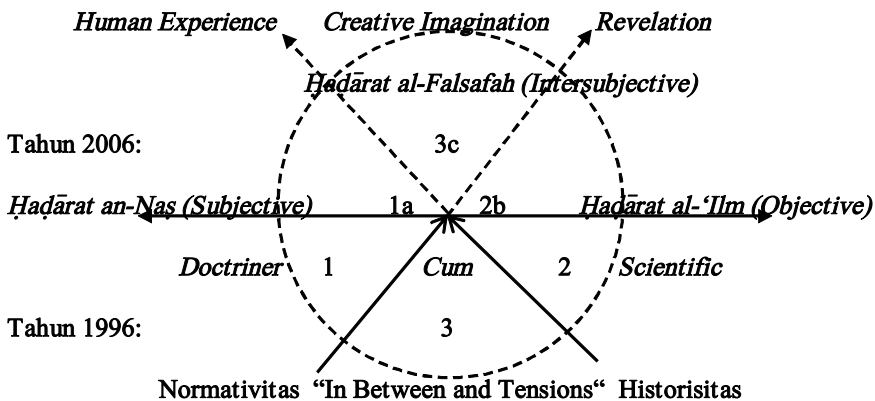 Human Experience Creative Imagination Revelation
Ḥaḍārat al-Falsafah (Intersubjective)
Tahun 2006: 3c
Ḥaḍārat an-Naṣ (Subjective) 1a 2b Ḥaḍārat al-‘Ilm (Objective)
Doctriner 1 Cum 2 Scientific
Tahun 1996: 3
Normativitas “In Between and Tensions“ Historisitas